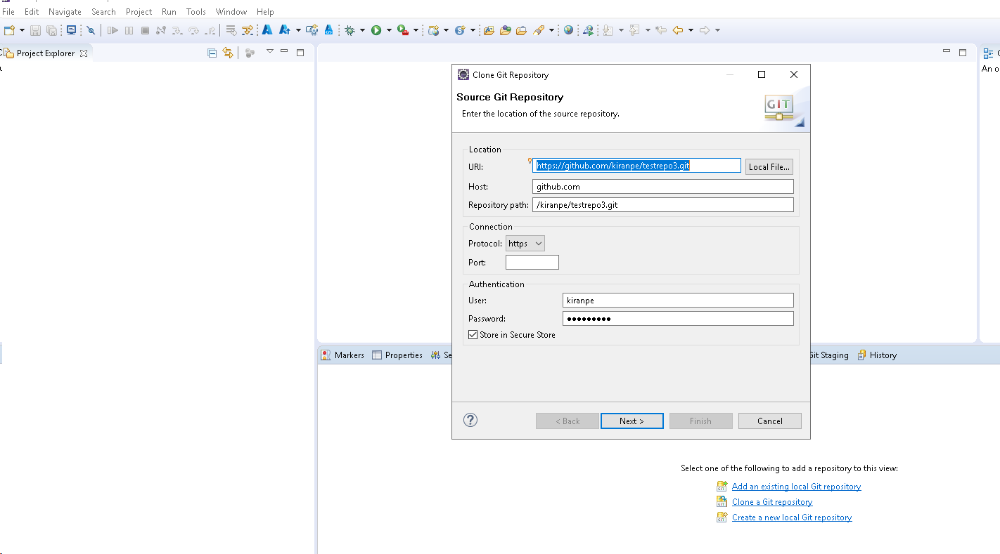 File Edit Navigate Search Project Run Tools Window Help
Project Explorer
An o
Clone Git Repository
Source Git Repository
Enter the location of the source repository.
GIT
Location
URI: https://github.com/kiranpe/testrepo3.git Local File...
Host: github.com
Repository path: /kiranpe/testrepo3.git
Connection
Protocol: https
Port:
Authentication
User: kiranpe
Password: •••••••••
Store in Secure Store
< Back Next > Finish Cancel
Markers Properties Se Git Staging History
Select one of the following to add a repository to this view:
GIT Add an existing local Git repository
GIT Clone a Git repository
GIT Create a new local Git repository